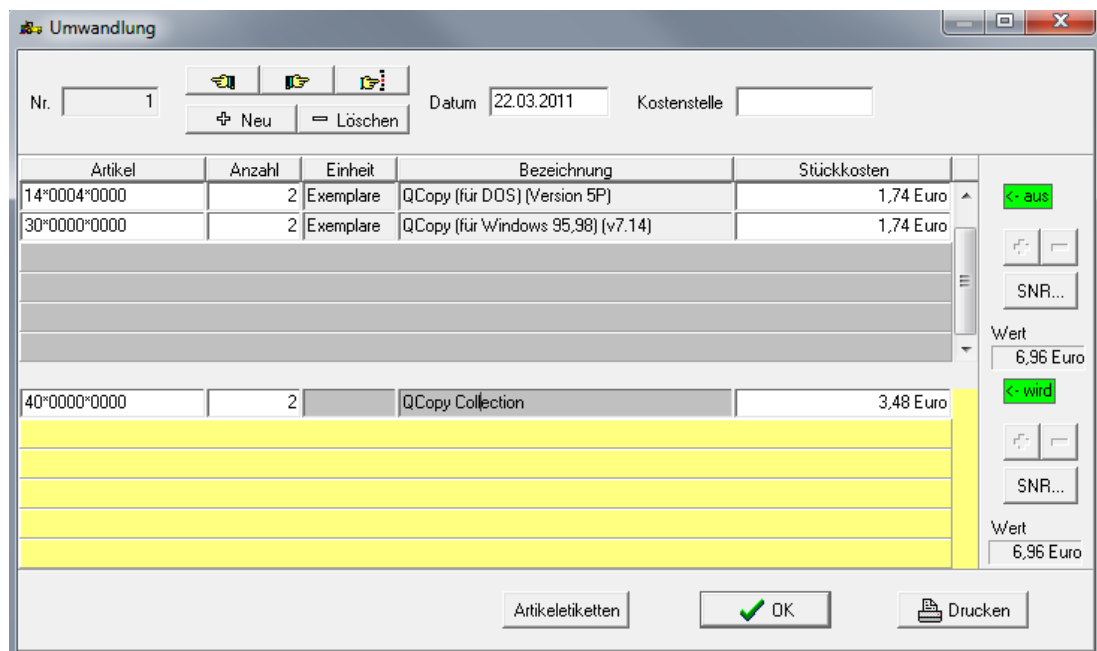 Umwandlung
Nr. 1 Datum 22.03.2011 Kostenstelle
Neu Löschen
Artikel Anzahl Einheit Bezeichnung Stückkosten
14*0004*0000 2 Exemplare QCopy (für DOS) (Version 5P) 1,74 Euro <- aus
30*0000*0000 2 Exemplare QCopy (für Windows 95,98) (v7.14) 1,74 Euro
SNR...
Wert
6,96 Euro
40*0000*0000 2 QCopy Collection 3,48 Euro <- wird
SNR...
Wert
6,96 Euro
Artikeletiketten OK Drucken